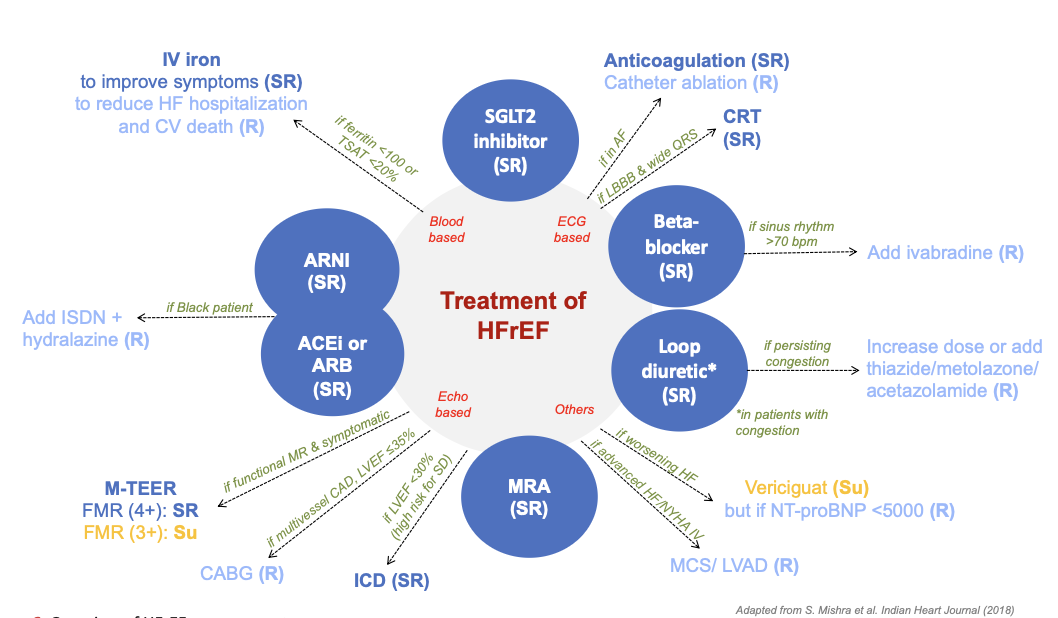 IV iron
to improve symptoms (SR)
to reduce HF hospitalization
and CV death (R)
if ferritin <100 or
TSAT <20%
SGLT2
inhibitor
(SR)
Anticoagulation (SR)
Catheter ablation (R)
if in AF
CRT
(SR)
if LBBB & wide QRS
Blood
based
ECG
based
Beta-
blocker
(SR)
if sinus rhythm
>70 bpm
Add ivabradine (R)
ARNI
(SR)
Treatment of
HFrEF
if Black patient
Add ISDN +
hydralazine (R)
ACEi or
ARB
(SR)
Loop
diuretic*
(SR)
if persisting
congestion
Increase dose or add
thiazide/metolazone/
acetazolamide (R)
*in patients with
congestion
Echo
based
Others
if functional MR & symptomatic
M-TEER
FMR (4+): SR
FMR (3+): Su
if multivessel CAD, LVEF ≤35%
CABG (R)
if LVEF <30%
(high risk for SD)
ICD (SR)
MRA
(SR)
if worsening HF
Vericiguat (Su)
but if NT-proBNP <5000 (R)
if advanced HF/NYHA IV
MCS/ LVAD (R)
Adapted from S. Mishra et al. Indian Heart Journal (2018)